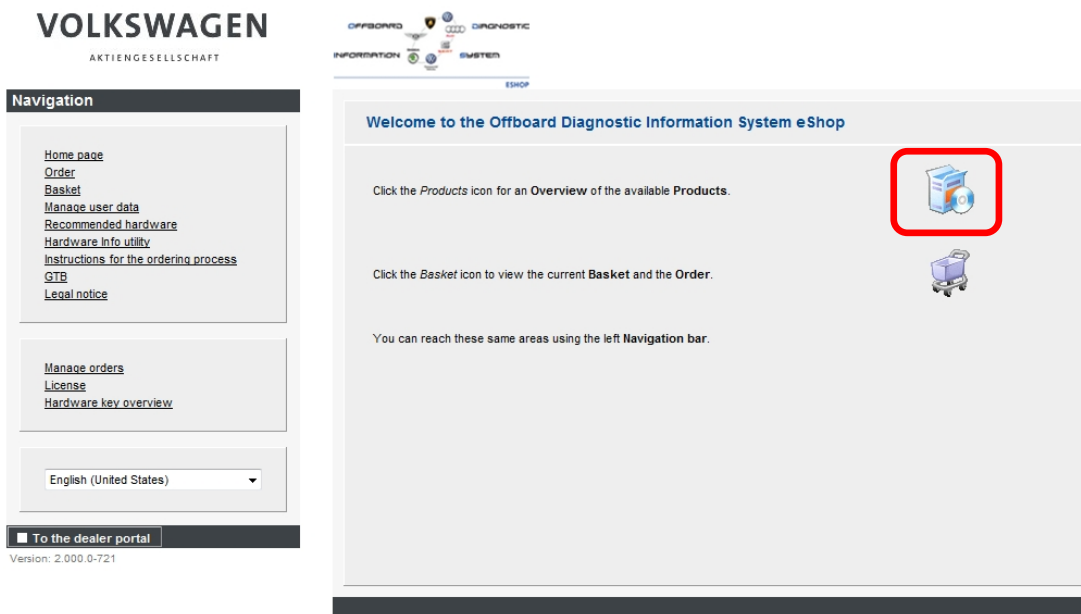 VOLKSWAGEN
AKTIENGESELLSCHAFT
OFFBOARD DIAGNOSTIC
INFORMATION SYSTEM
ESHOP
Navigation
Home page
Order
Basket
Manage user data
Recommended hardware
Hardware Info utility
Instructions for the ordering process
GTB
Legal notice
Manage orders
License
Hardware key overview
English (United States)
To the dealer portal
Version: 2.000.0-721
Welcome to the Offboard Diagnostic Information System eShop
Click the Products icon for an Overview of the available Products.
Click the Basket icon to view the current Basket and the Order.
You can reach these same areas using the left Navigation bar.